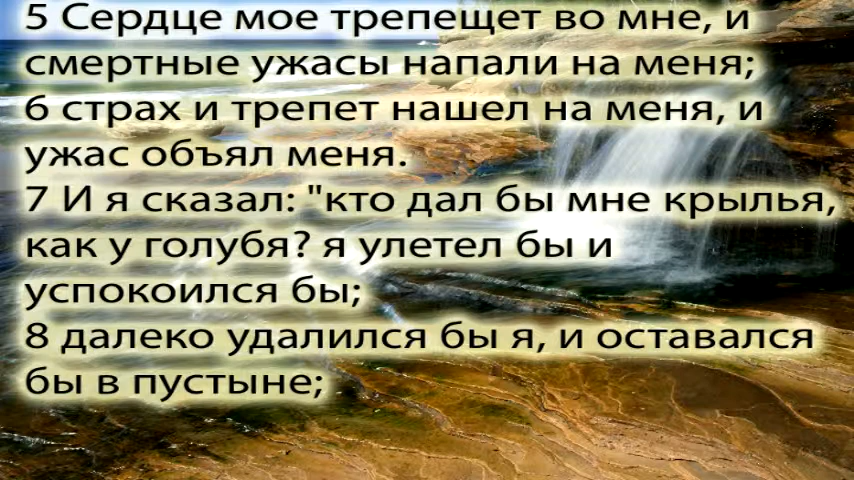 5 Сердце мое трепещет во мне, и
смертные ужасы напали на меня;
6 страх и трепет нашел на меня, и
ужас объял меня.
7 И я сказал: "кто дал бы мне крылья,
как у голубя? я улетел бы и
успокоился бы;
8 далеко удалился бы я, и оставался
бы в пустыне;